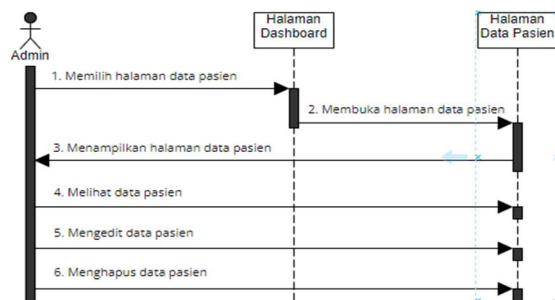 Halaman
Dashboard
Halaman
Data Pasien
Admin
1. Memilih halaman data pasien
2. Membuka halaman data pasien
3. Menampilkan halaman data pasien
4. Melihat data pasien
5. Mengedit data pasien
6. Menghapus data pasien